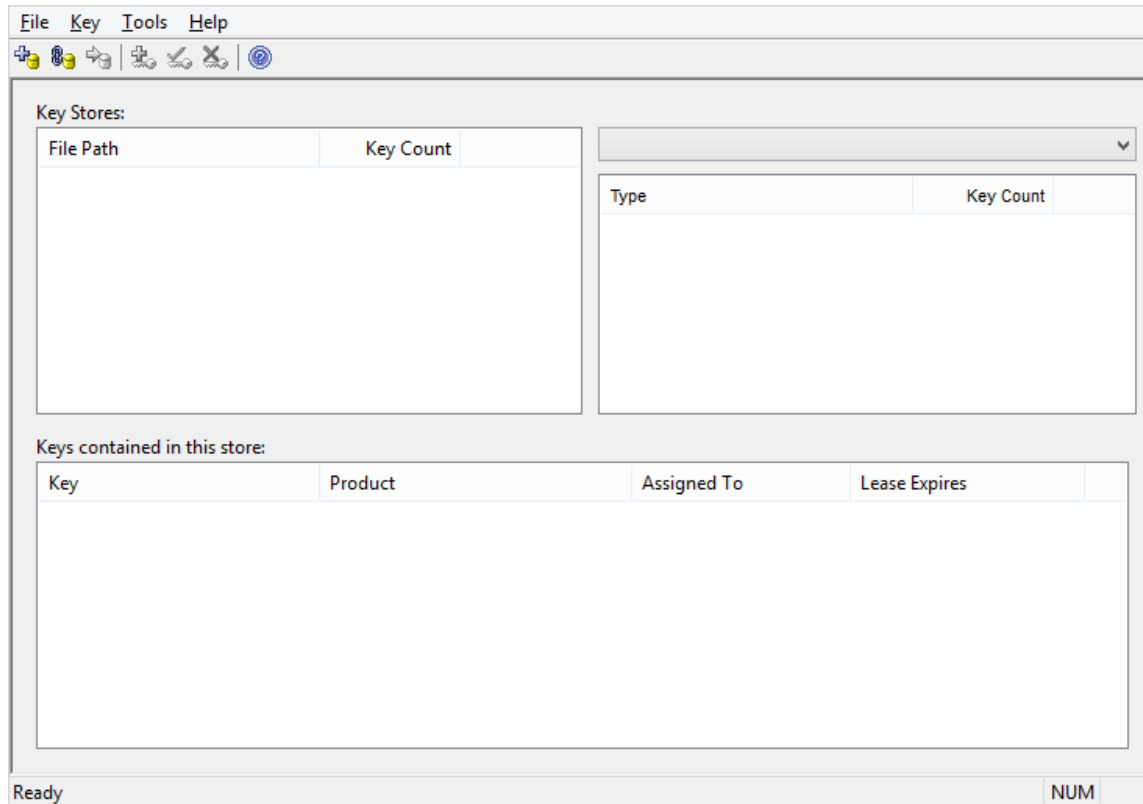 File Key Tools Help
Key Stores:
File Path Key Count
Type Key Count
Keys contained in this store:
Key Product Assigned To Lease Expires
Ready NUM